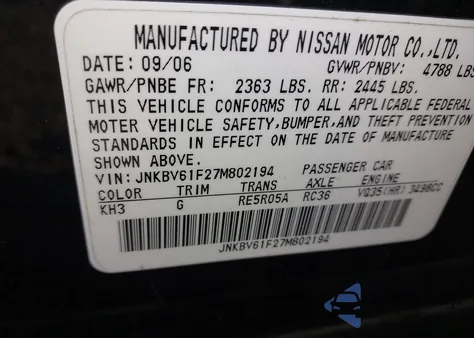 MANUFACTURED BY NISSAN MOTOR CO.,LTD.
DATE: 09/06 GVWR/PNBV: 4788 LBS
GAWR/PNBE FR: 2363 LBS. RR: 2445 LBS.
THIS VEHICLE CONFORMS TO ALL APPLICABLE FEDERAL
MOTOR VEHICLE SAFETY,BUMPER,AND THEFT PREVENTION
STANDARDS IN EFFECT ON THE DATE OF MANUFACTURE
SHOWN ABOVE.
VIN: JNKBV61F27M802194 PASSENGER CAR
COLOR TRIM TRANS AXLE ENGINE
KH3 G RE5R05A RC36 VQ35(HR) 3498CC
JNKBV61F27M802194